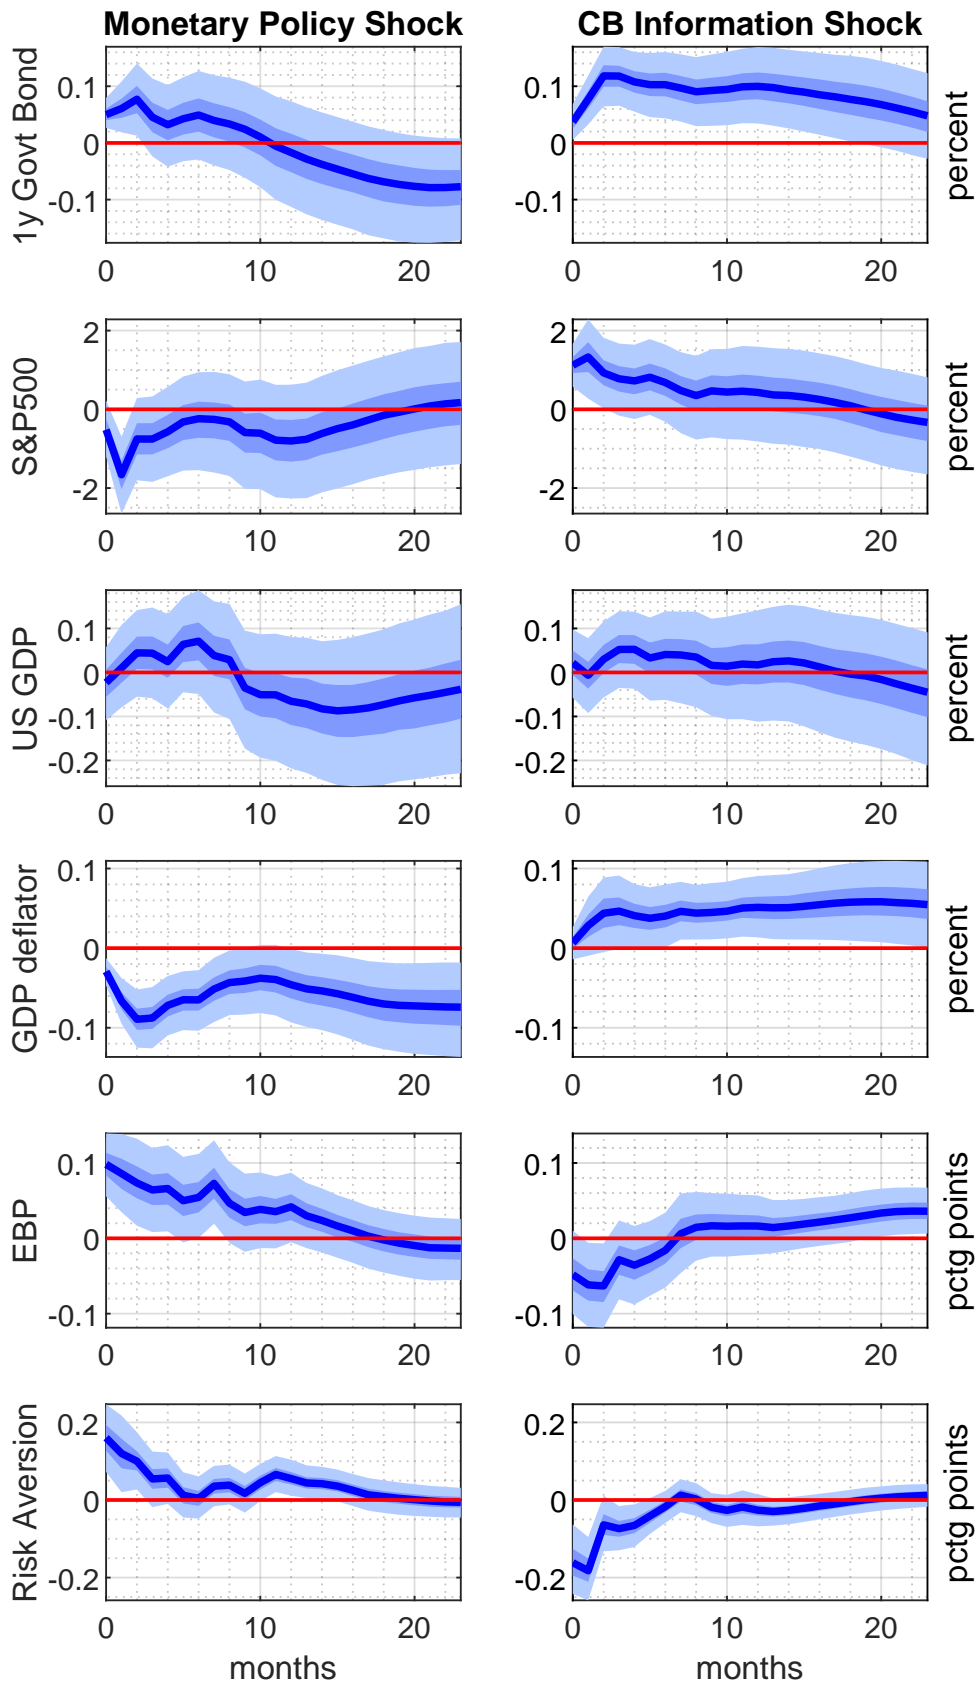 Monetary Policy Shock CB Information Shock
1y Govt Bond
0.1
0
-0.1
0 10 20
0.1
0
-0.1
0 10 20
percent
S&P500
2
0
-2
0 10 20
2
0
-2
0 10 20
percent
US GDP
0.1
0
-0.1
-0.2
0 10 20
0.1
0
-0.1
-0.2
0 10 20
percent
GDP deflator
0.1
0
-0.1
0 10 20
0.1
0
-0.1
0 10 20
percent
EBP
0.1
0
-0.1
0 10 20
0.1
0
-0.1
0 10 20
pctg points
Risk Aversion
0.2
0
-0.2
0 10 20
months
0.2
0
-0.2
0 10 20
months
pctg points